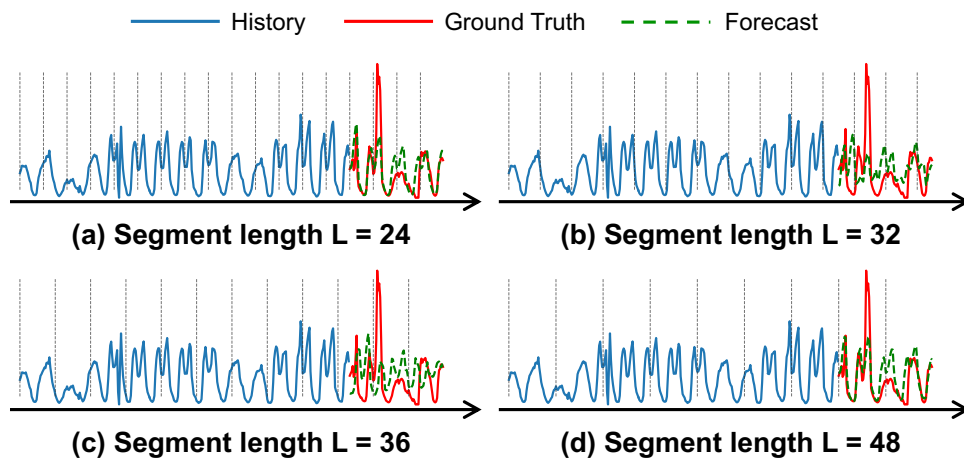 History Ground Truth Forecast
(a) Segment length L = 24
(b) Segment length L = 32
(c) Segment length L = 36
(d) Segment length L = 48